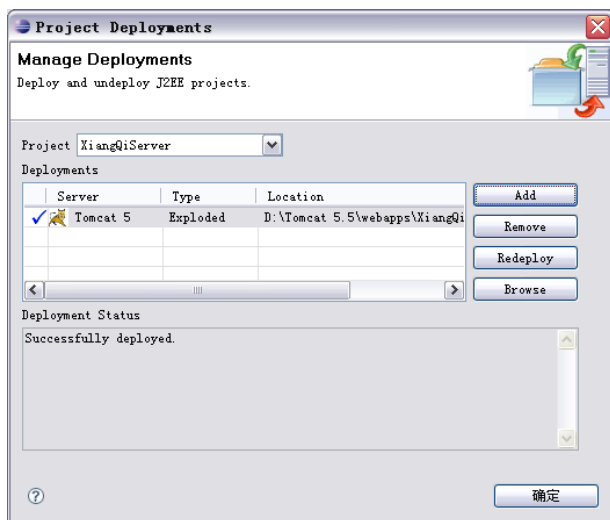 Project Deployments
Manage Deployments
Deploy and undeploy J2EE projects.
Project XiangQiServer
Deployments
Server Type Location Add
Tomcat 5 Exploded D:\Tomcat 5.5\webapps\XiangQi
Remove
Redeploy
Browse
Deployment Status
Successfully deployed.
确定